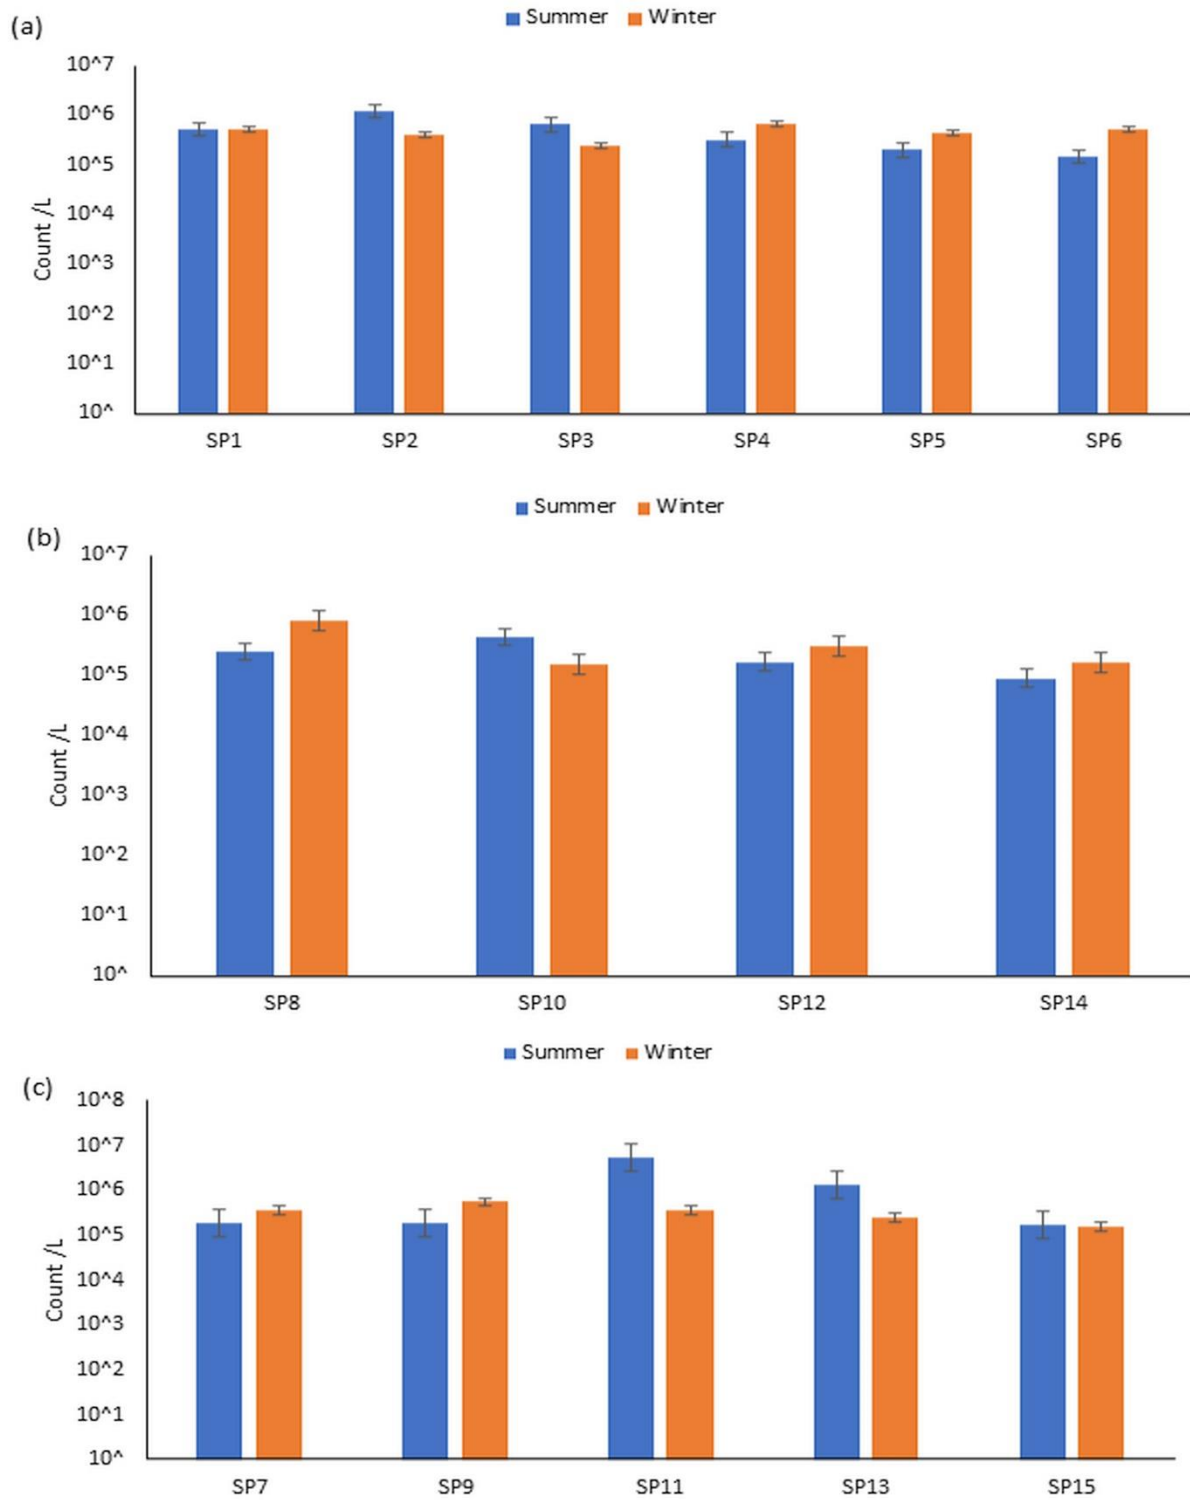 (a)
Summer Winter
10^7
10^6
10^5
10^4
10^3
10^2
10^1
10^
Count /L
SP1 SP2 SP3 SP4 SP5 SP6
Summer Winter
(b)
10^7
10^6
10^5
10^4
10^3
10^2
10^1
10^
Count /L
SP8 SP10 SP12 SP14
Summer Winter
(c)
10^8
10^7
10^6
10^5
10^4
10^3
10^2
10^1
10^
Count /L
SP7 SP9 SP11 SP13 SP15